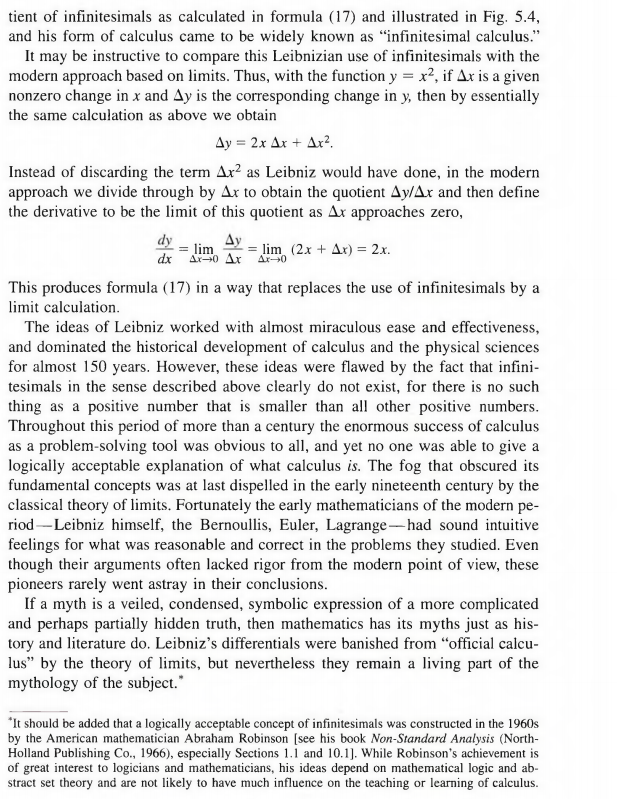 tient of infinitesimals as calculated in formula (17) and illustrated in Fig. 5.4,
and his form of calculus came to be widely known as “infinitesimal calculus.”
It may be instructive to compare this Leibnizian use of infinitesimals with the
modern approach based on limits. Thus, with the function y = x², if Δx is a given
nonzero change in x and Δy is the corresponding change in y, then by essentially
the same calculation as above we obtain
Δy = 2x Δx + Δx².
Instead of discarding the term Δx² as Leibniz would have done, in the modern
approach we divide through by Δx to obtain the quotient Δy/Δx and then define
the derivative to be the limit of this quotient as Δx approaches zero,
dy/dx = lim Δx→0 Δy/Δx = lim Δx→0 (2x + Δx) = 2x.
This produces formula (17) in a way that replaces the use of infinitesimals by a
limit calculation.
The ideas of Leibniz worked with almost miraculous ease and effectiveness,
and dominated the historical development of calculus and the physical sciences
for almost 150 years. However, these ideas were flawed by the fact that infini-
tesimals in the sense described above clearly do not exist, for there is no such
thing as a positive number that is smaller than all other positive numbers.
Throughout this period of more than a century the enormous success of calculus
as a problem-solving tool was obvious to all, and yet no one was able to give a
logically acceptable explanation of what calculus is. The fog that obscured its
fundamental concepts was at last dispelled in the early nineteenth century by the
classical theory of limits. Fortunately the early mathematicians of the modern pe-
riod—Leibniz himself, the Bernoullis, Euler, Lagrange—had sound intuitive
feelings for what was reasonable and correct in the problems they studied. Even
though their arguments often lacked rigor from the modern point of view, these
pioneers rarely went astray in their conclusions.
If a myth is a veiled, condensed, symbolic expression of a more complicated
and perhaps partially hidden truth, then mathematics has its myths just as his-
tory and literature do. Leibniz’s differentials were banished from “official calcu-
lus” by the theory of limits, but nevertheless they remain a living part of the
mythology of the subject.*
*It should be added that a logically acceptable concept of infinitesimals was constructed in the 1960s
by the American mathematician Abraham Robinson [see his book Non-Standard Analysis (North-
Holland Publishing Co., 1966), especially Sections 1.1 and 10.1]. While Robinson’s achievement is
of great interest to logicians and mathematicians, his ideas depend on mathematical logic and ab-
stract set theory and are not likely to have much influence on the teaching or learning of calculus.